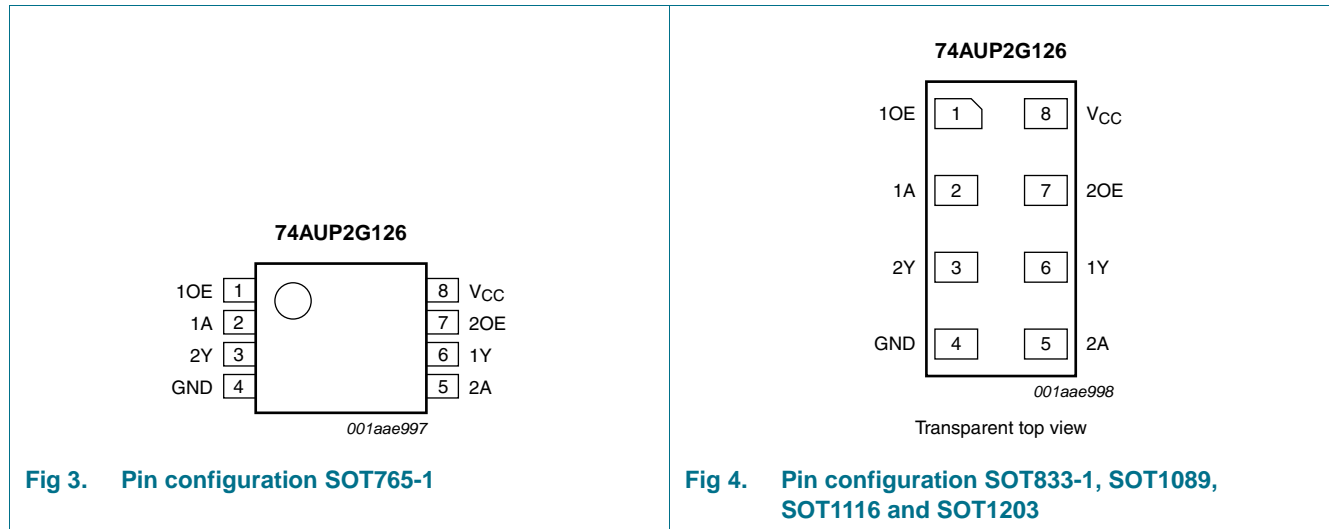 74AUP2G126
1OE 1 8 VCC
1A 2 7 2OE
2Y 3 6 1Y
GND 4 5 2A
001aae997
Fig 3. Pin configuration SOT765-1
74AUP2G126
1OE 1 8 VCC
1A 2 7 2OE
2Y 3 6 1Y
GND 4 5 2A
001aae998
Transparent top view
Fig 4. Pin configuration SOT833-1, SOT1089,
SOT1116 and SOT1203